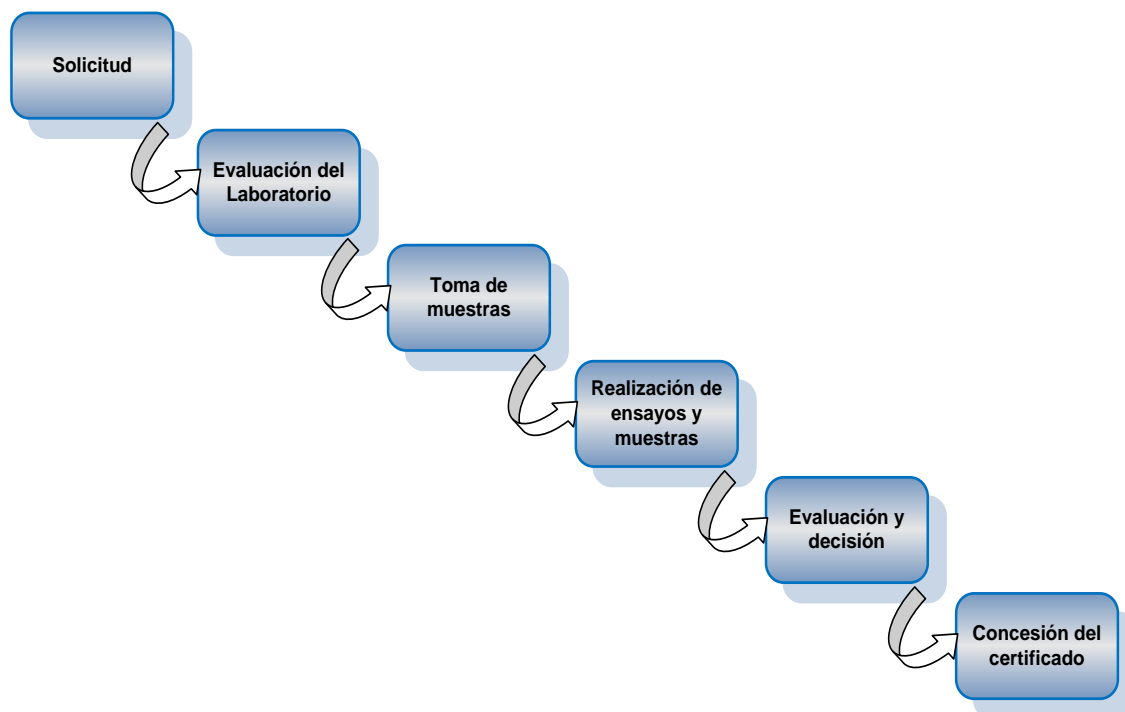 Solicitud
Evaluación del
Laboratorio
Toma de
muestras
Realización de
ensayos y
muestras
Evaluación y
decisión
Concesión del
certificado